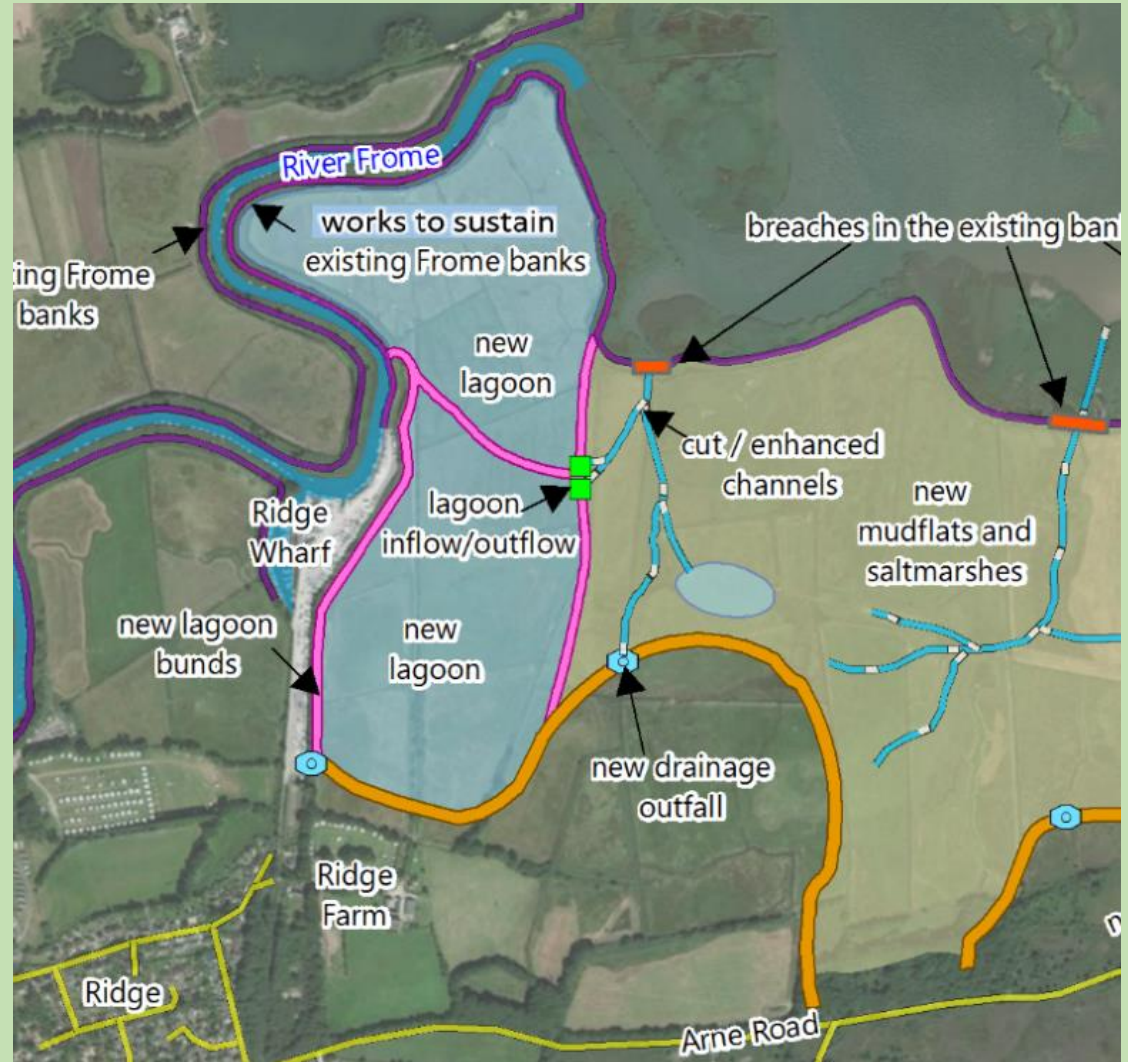 River Frome
works to sustain
existing Frome banks
ing Frome
banks
breaches in the existing ban
new
lagoon
cut / enhanced
channels
new
mudflats and
saltmarshes
lagoon
inflow/outflow
Ridge
Wharf
new lagoon
bunds
new
lagoon
new drainage
outfall
Ridge
Farm
Ridge
Arne Road
n